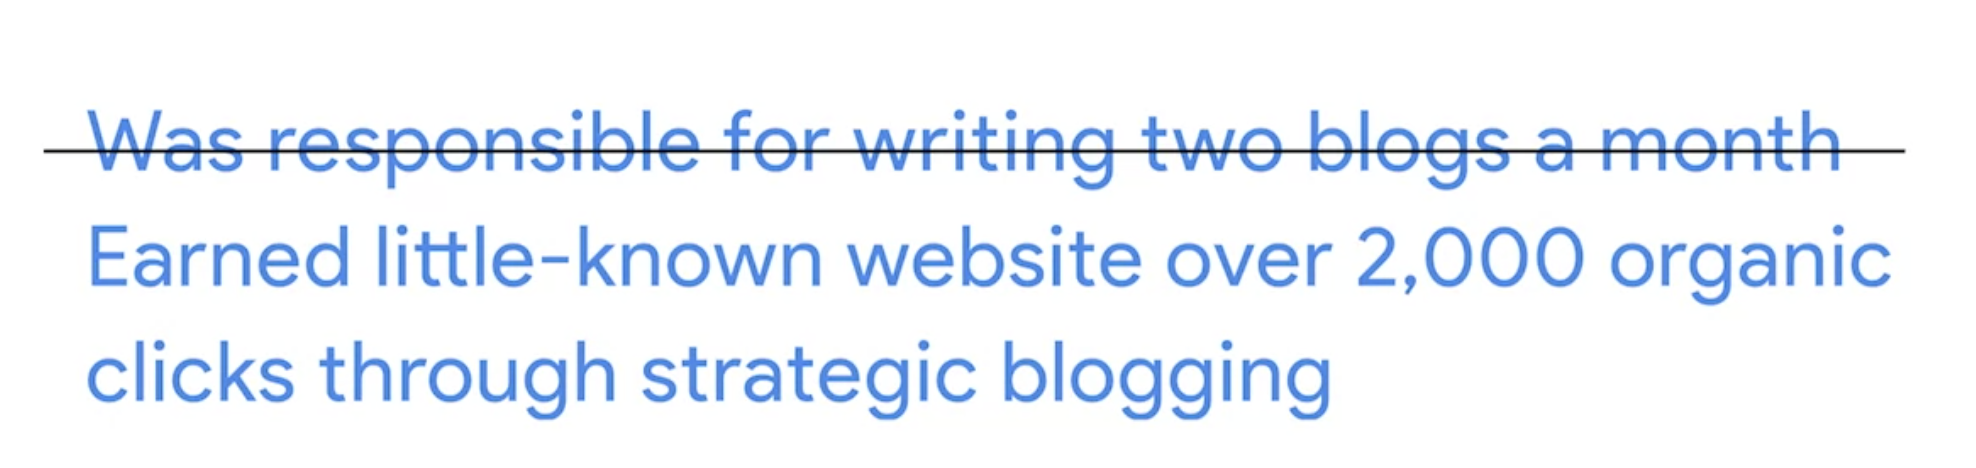 Was responsible for writing two blogs a month
Earned little-known website over 2,000 organic
clicks through strategic blogging